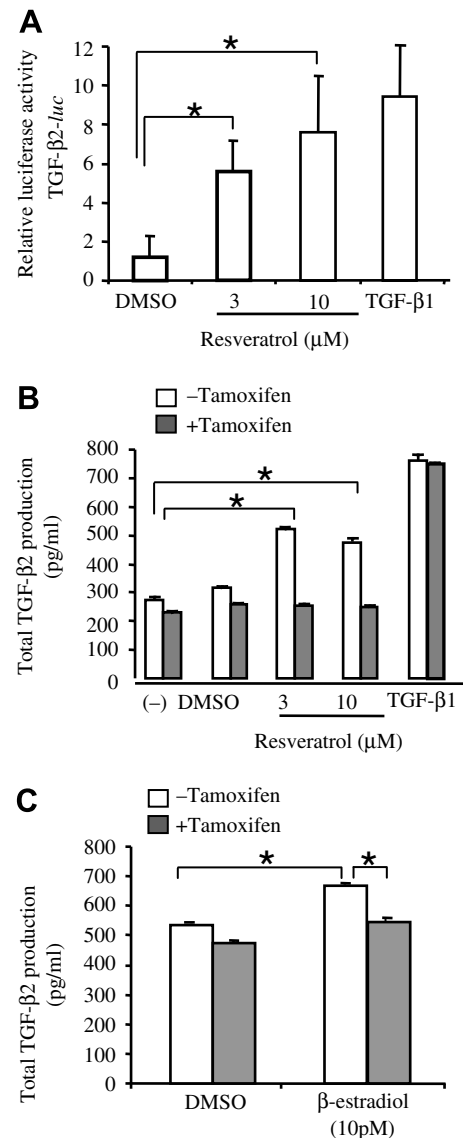 A
Relative luciferase activity
TGF-β2-luc
12
10
8
6
4
2
0
*
*
DMSO
3
10
TGF-β1
Resveratrol (μM)
B
–Tamoxifen
+Tamoxifen
Total TGF-β2 production
(pg/ml)
800
700
600
500
400
300
200
100
0
*
*
(–)
DMSO
3
10
TGF-β1
Resveratrol (μM)
C
–Tamoxifen
+Tamoxifen
Total TGF-β2 production
(pg/ml)
800
700
600
500
400
300
200
100
0
*
*
DMSO
β-estradiol
(10pM)